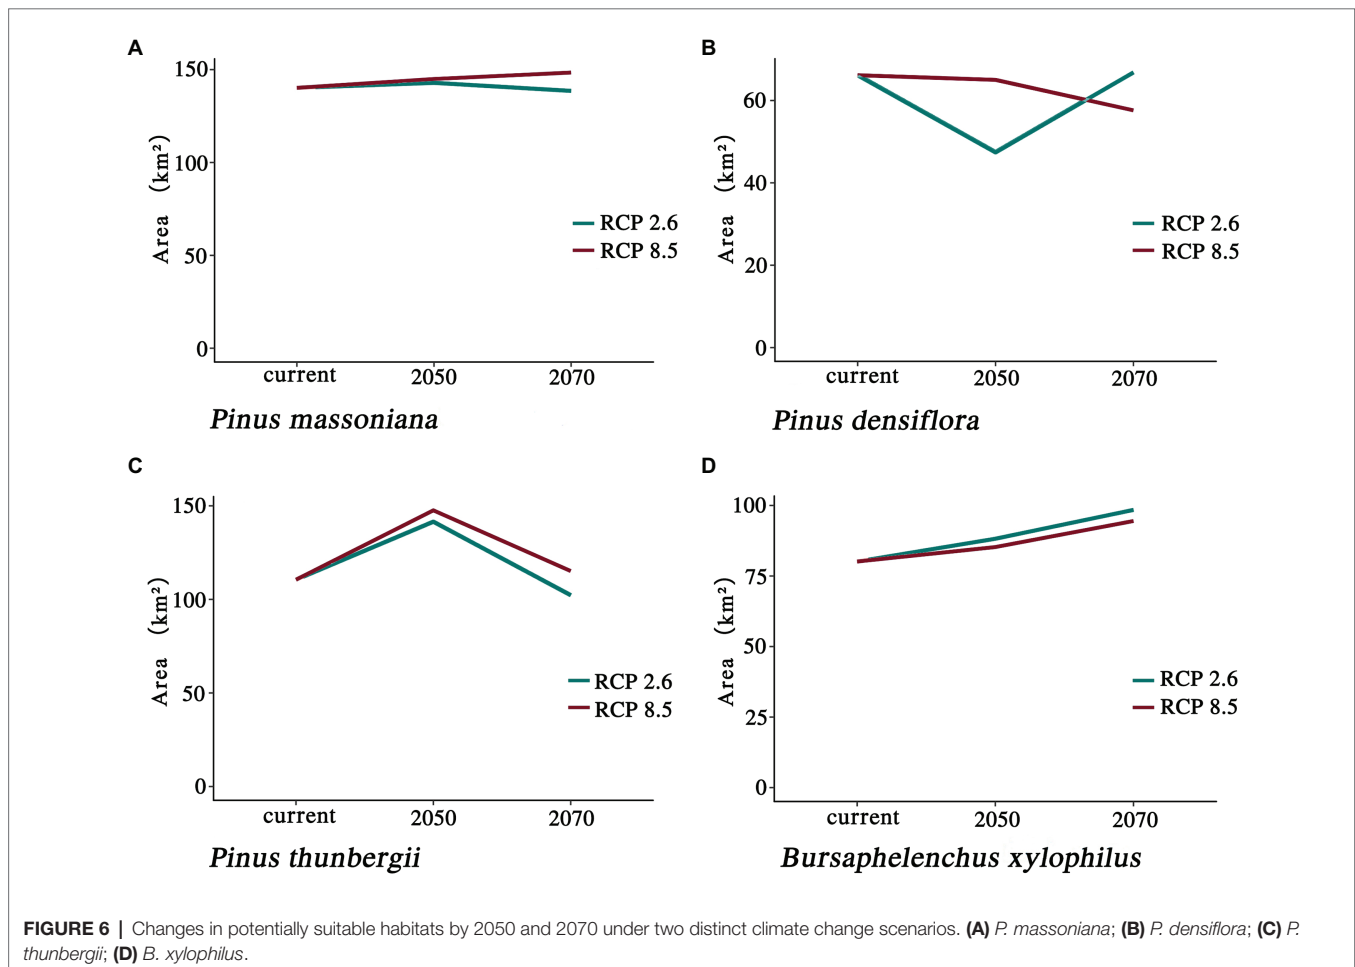 A
150
100
50
0
Area (km²)
RCP 2.6
RCP 8.5
current 2050 2070
Pinus massoniana
B
60
40
20
0
Area (km²)
RCP 2.6
RCP 8.5
current 2050 2070
Pinus densiflora
C
150
100
50
0
Area (km²)
RCP 2.6
RCP 8.5
current 2050 2070
Pinus thunbergii
D
100
75
50
25
0
Area (km²)
RCP 2.6
RCP 8.5
current 2050 2070
Bursaphelenchus xylophilus
FIGURE 6 | Changes in potentially suitable habitats by 2050 and 2070 under two distinct climate change scenarios. (A) P. massoniana; (B) P. densiflora; (C) P.
thunbergii; (D) B. xylophilus.